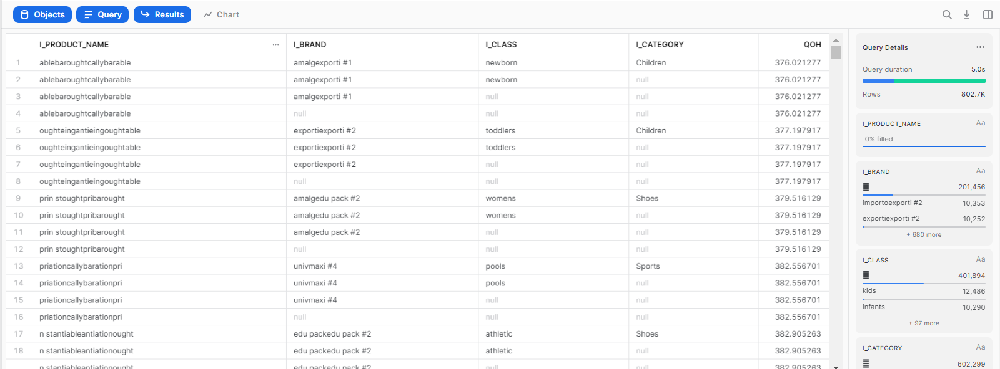 Objects Query Results Chart
I_PRODUCT_NAME ... I_BRAND I_CLASS I_CATEGORY QOH
1 ablebaroughtcallybarable amalgexporti #1 newborn Children 376.021277
2 ablebaroughtcallybarable amalgexporti #1 newborn null 376.021277
3 ablebaroughtcallybarable amalgexporti #1 null null 376.021277
4 ablebaroughtcallybarable null null null 376.021277
5 oughteingantieingoughtable exportiexporti #2 toddlers Children 377.197917
6 oughteingantieingoughtable exportiexporti #2 toddlers null 377.197917
7 oughteingantieingoughtable exportiexporti #2 null null 377.197917
8 oughteingantieingoughtable null null null 377.197917
9 prin stoughtpribarought amalgedu pack #2 womens Shoes 379.516129
10 prin stoughtpribarought amalgedu pack #2 womens null 379.516129
11 prin stoughtpribarought amalgedu pack #2 null null 379.516129
12 prin stoughtpribarought null null null 379.516129
13 priationcallybarationpri univmaxi #4 pools Sports 382.556701
14 priationcallybarationpri univmaxi #4 pools null 382.556701
15 priationcallybarationpri univmaxi #4 null null 382.556701
16 priationcallybarationpri null null null 382.556701
17 n stantiableantiationought edu packedu pack #2 athletic Shoes 382.905263
18 n stantiableantiationought edu packedu pack #2 athletic null 382.905263
n stantiableantiationought edu packedu pack #2 null null 382.905263
Query Details ...
Query duration 5.0s
Rows 802.7K
I_PRODUCT_NAME Aa
0% filled
I_BRAND Aa
201,456
importoexporti #2 10,353
exportiexporti #2 10,252
+ 680 more
I_CLASS Aa
401,894
kids 12,486
infants 10,290
+ 97 more
I_CATEGORY Aa
602,299